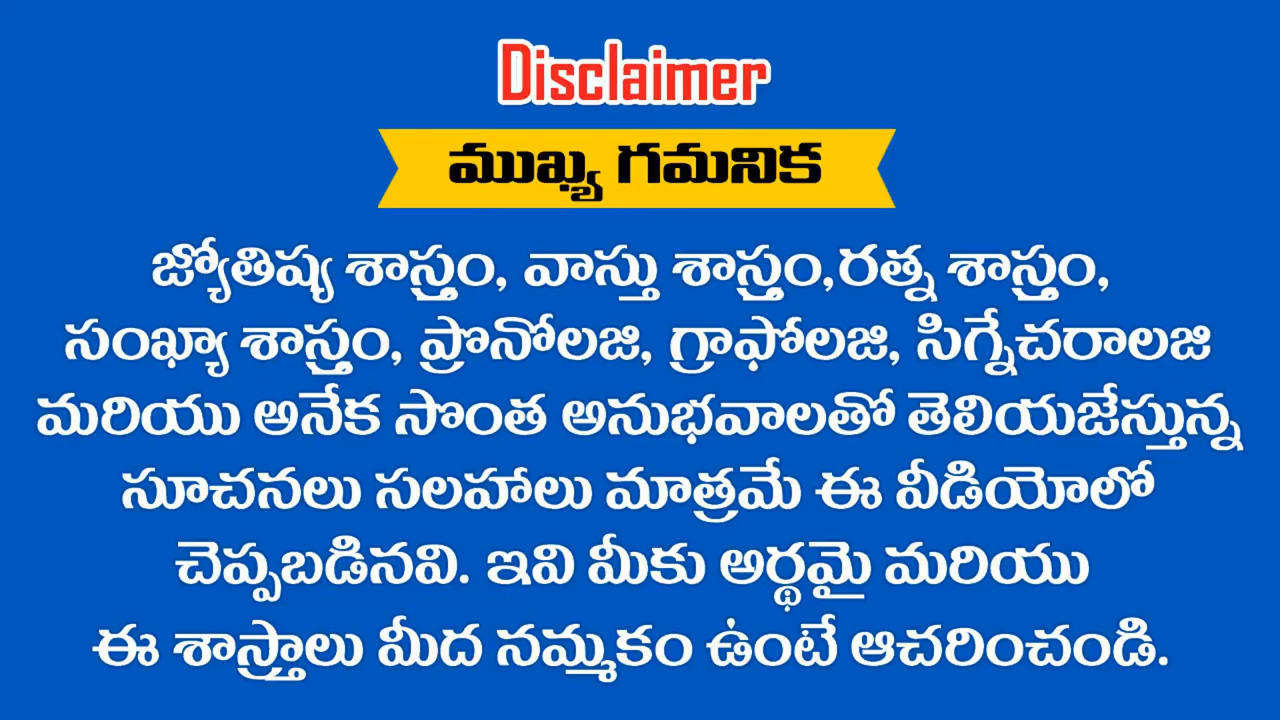 Disclaimer
ముఖ్య గమనిక
జ్యోతిష్య శాస్త్రం, వాస్తు శాస్త్రం,రత్న శాస్త్రం,
సంఖ్యా శాస్త్రం, ప్రొనోలజి, గ్రాఫోలజి, సిగ్నేచరాలజి
మరియు అనేక సొంత అనుభవాలతో తెలియజేస్తున్న
సూచనలు సలహాలు మాత్రమే ఈ వీడియోలో
చెప్పబడినవి. ఇవి మీకు అర్థమై మరియు
ఈ శాస్త్రాలు మీద నమ్మకం ఉంటే ఆచరించండి.